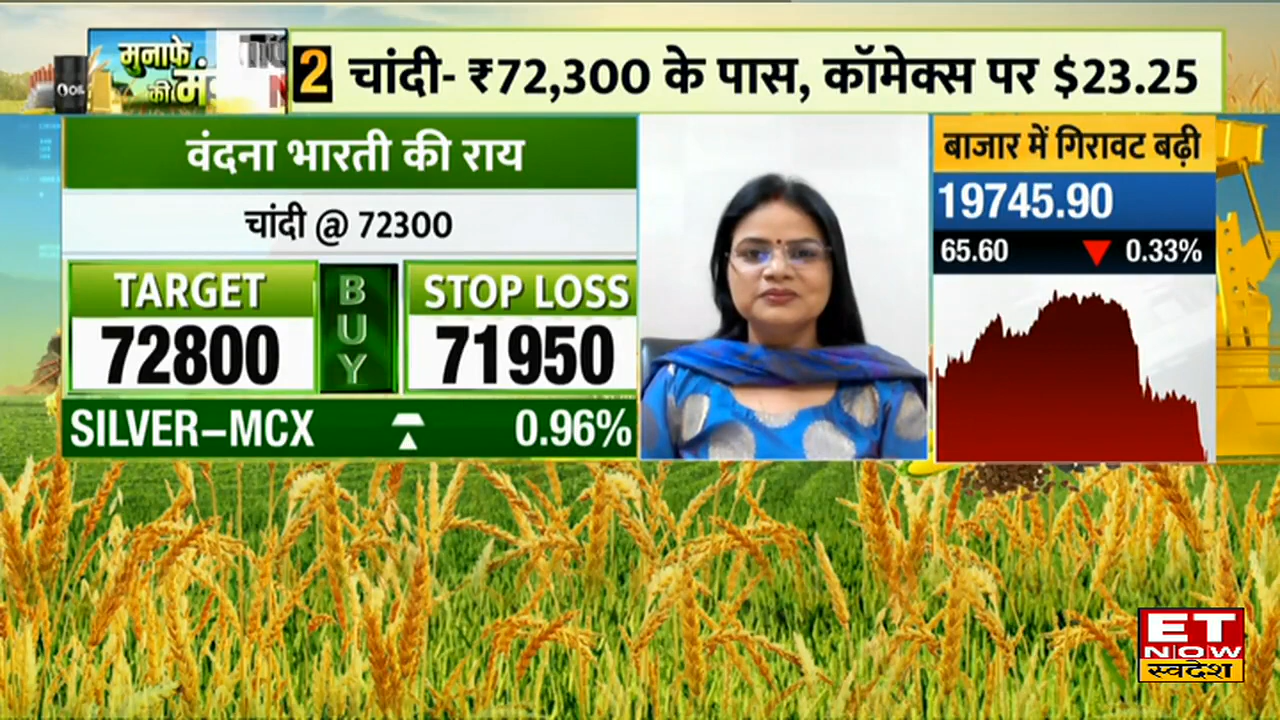 मुनाफे
की मं
OIL
2 चांदी- ₹72,300 के पास, कॉमेक्स पर $23.25
वंदना भारती की राय
चांदी @ 72300
TARGET
72800
BUY
STOP LOSS
71950
SILVER-MCX 0.96%
बाजार में गिरावट बढ़ी
19745.90
65.60 0.33%
ET
NOW
स्वदेश